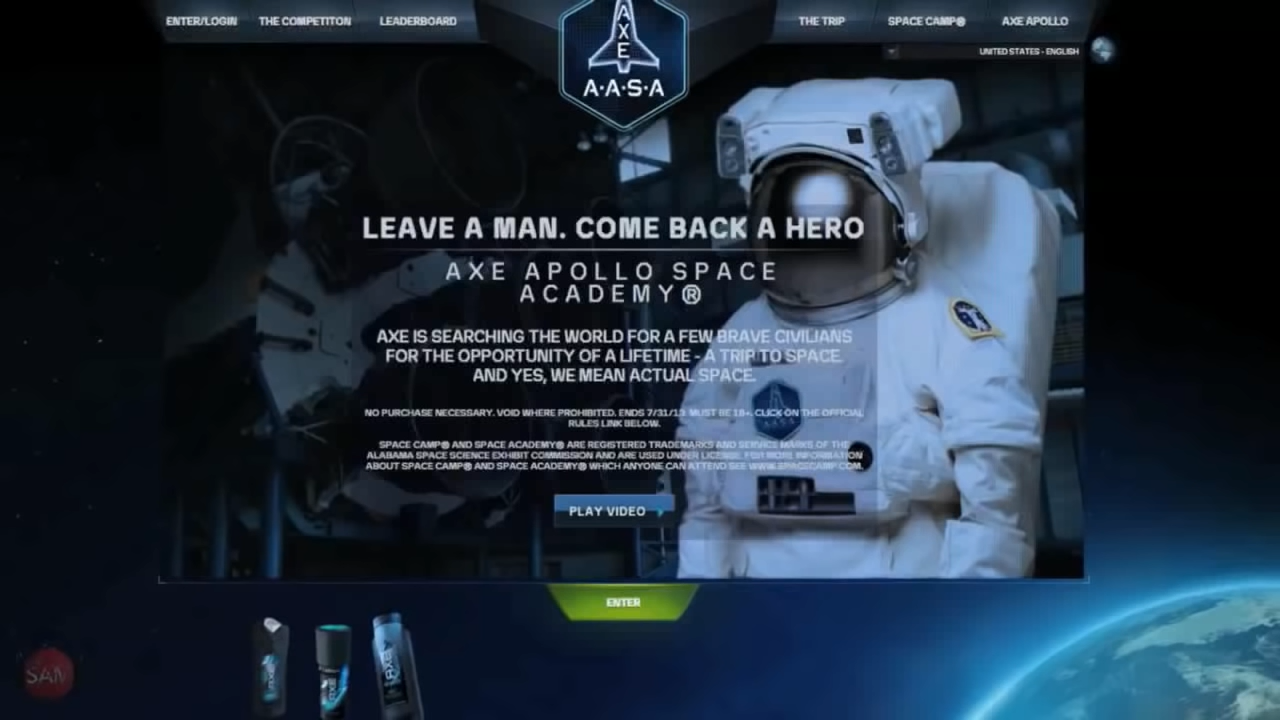 ENTER/LOGIN THE COMPETITON LEADERBOARD THE TRIP SPACE CAMP® AXE APOLLO
UNITED STATES - ENGLISH
AXE
A·A·S·A
LEAVE A MAN. COME BACK A HERO
AXE APOLLO SPACE
ACADEMY®
AXE IS SEARCHING THE WORLD FOR A FEW BRAVE CIVILIANS
FOR THE OPPORTUNITY OF A LIFETIME - A TRIP TO SPACE.
AND YES, WE MEAN ACTUAL SPACE.
NO PURCHASE NECESSARY. VOID WHERE PROHIBITED. ENDS 7/31/13. MUST BE 18+. CLICK ON THE OFFICIAL
RULES LINK BELOW.
SPACE CAMP® AND SPACE ACADEMY® ARE REGISTERED TRADEMARKS AND SERVICE MARKS OF THE
ALABAMA SPACE SCIENCE EXHIBIT COMMISSION AND ARE USED UNDER LICENSE. FOR MORE INFORMATION
ABOUT SPACE CAMP® AND SPACE ACADEMY® WHICH ANYONE CAN ATTEND SEE WWW.SPACECAMP.COM.
PLAY VIDEO
ENTER
AXE
AXE
AXE
SAM